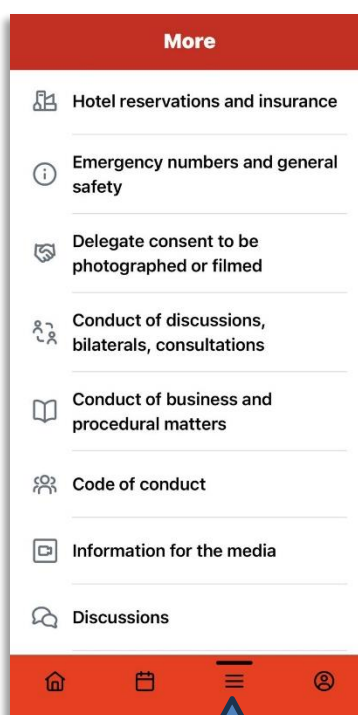 More
Hotel reservations and insurance
Emergency numbers and general
safety
Delegate consent to be
photographed or filmed
Conduct of discussions,
bilaterals, consultations
Conduct of business and
procedural matters
Code of conduct
Information for the media
Discussions